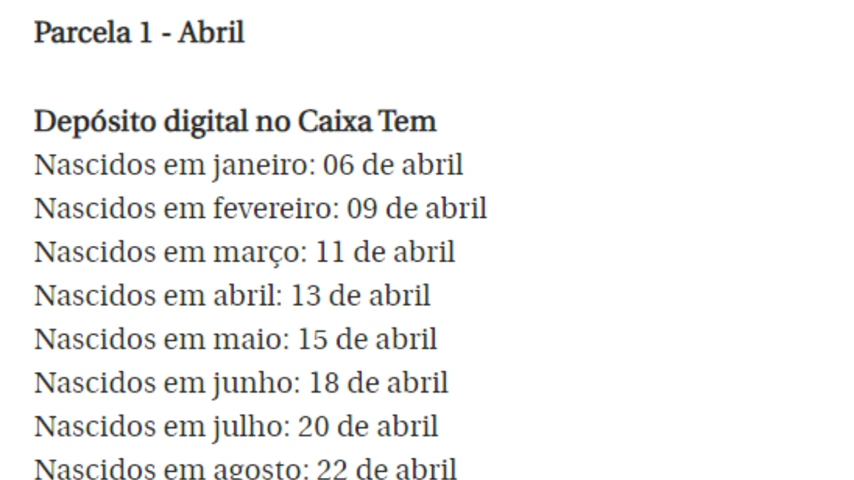 Parcela 1 - Abril
Depósito digital no Caixa Tem
Nascidos em janeiro: 06 de abril
Nascidos em fevereiro: 09 de abril
Nascidos em março: 11 de abril
Nascidos em abril: 13 de abril
Nascidos em maio: 15 de abril
Nascidos em junho: 18 de abril
Nascidos em julho: 20 de abril
Nascidos em agosto: 22 de abril